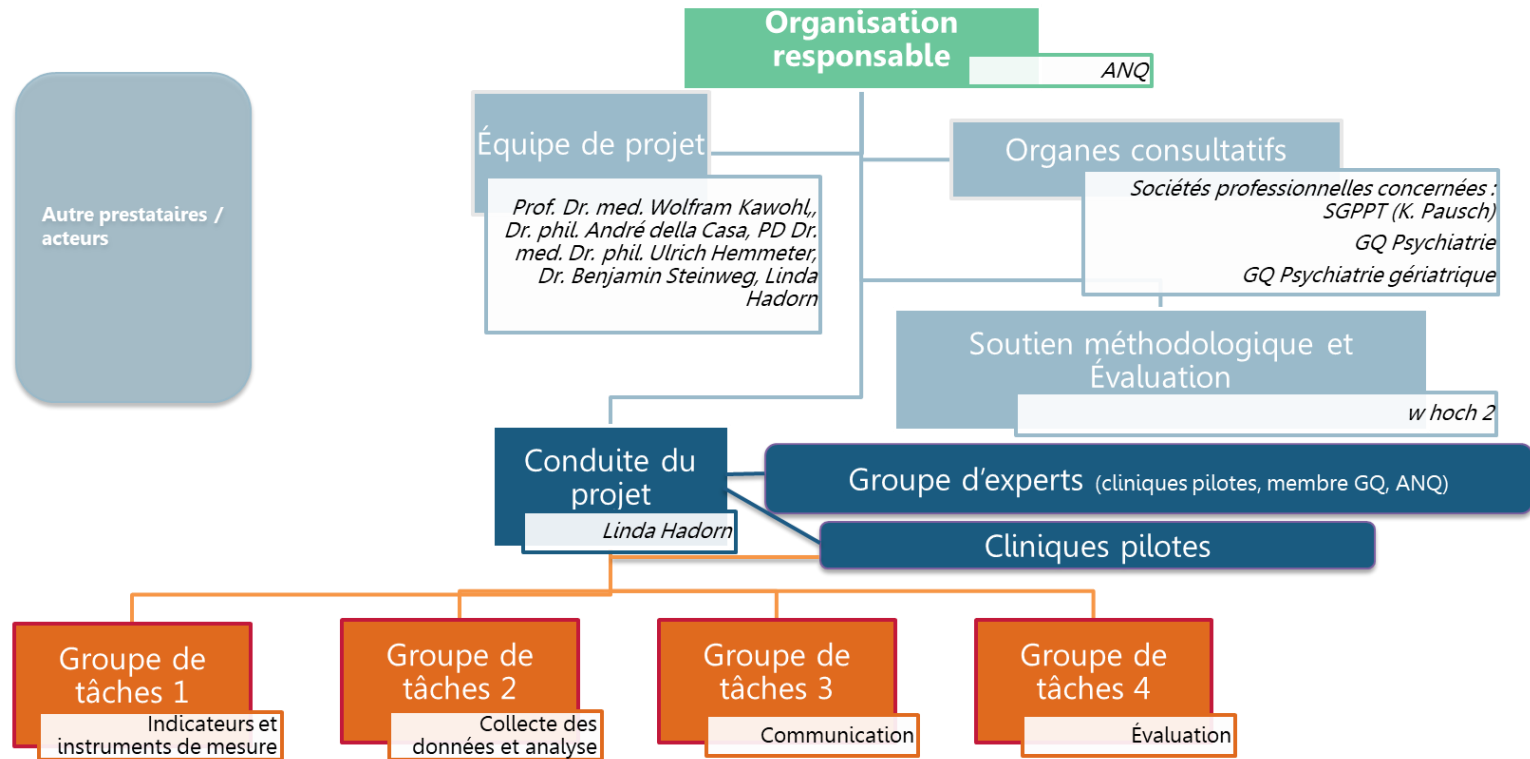 Organisation
responsable
ANQ
Autre prestataires /
acteurs
Équipe de projet
Prof. Dr. med. Wolfram Kawohl,,
Dr. phil. André della Casa, PD Dr.
med. Dr. phil. Ulrich Hemmeter,
Dr. Benjamin Steinweg, Linda
Hadorn
Organes consultatifs
Sociétés professionnelles concernées :
SGPPT (K. Pausch)
GQ Psychiatrie
GQ Psychiatrie gériatrique
Soutien méthodologique et
Évaluation
w hoch 2
Conduite du
projet
Linda Hadorn
Groupe d'experts (cliniques pilotes, membre GQ, ANQ)
Cliniques pilotes
Groupe de
tâches 1
Indicateurs et
instruments de mesure
Groupe de
tâches 2
Collecte des
données et analyse
Groupe de
tâches 3
Communication
Groupe de
tâches 4
Évaluation